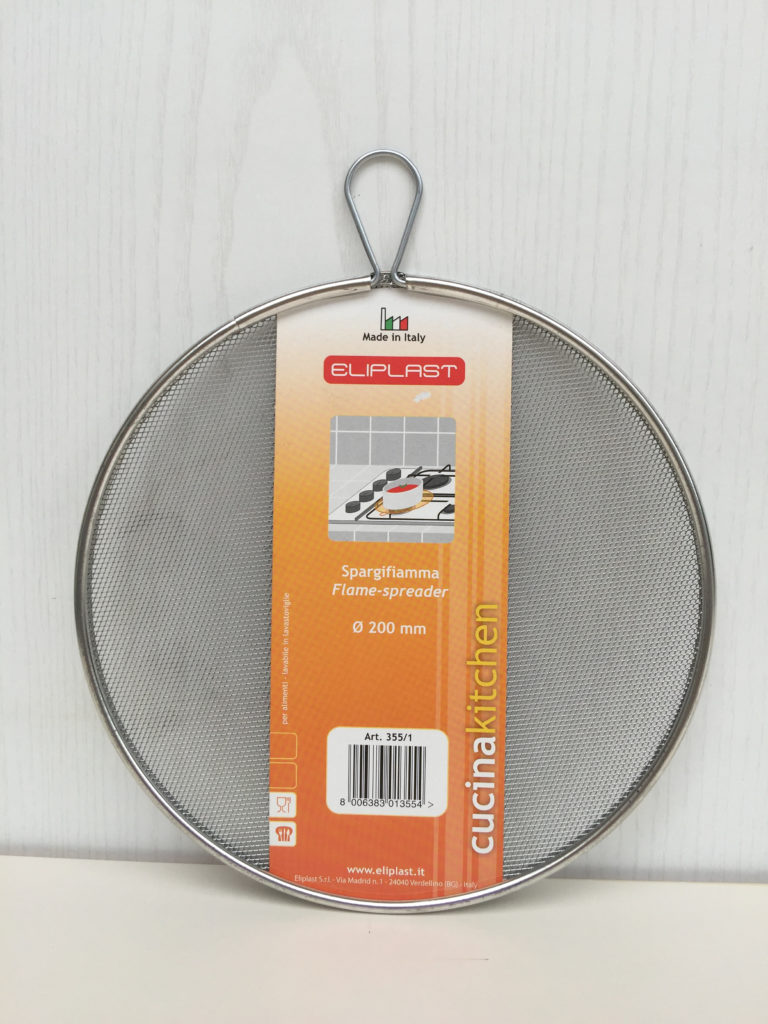 Made in Italy
ELIPLAST
Spargifiamma
Flame-spreader
Ø 200 mm
per alimenti - lavabile in lavastoviglie
cucinakitchen
Art. 355/1
8 006383 013554 >
www.eliplast.it
Eliplast S.r.l. - Via Madrid n. 1 - 24040 Verdellino (BG) - Italy